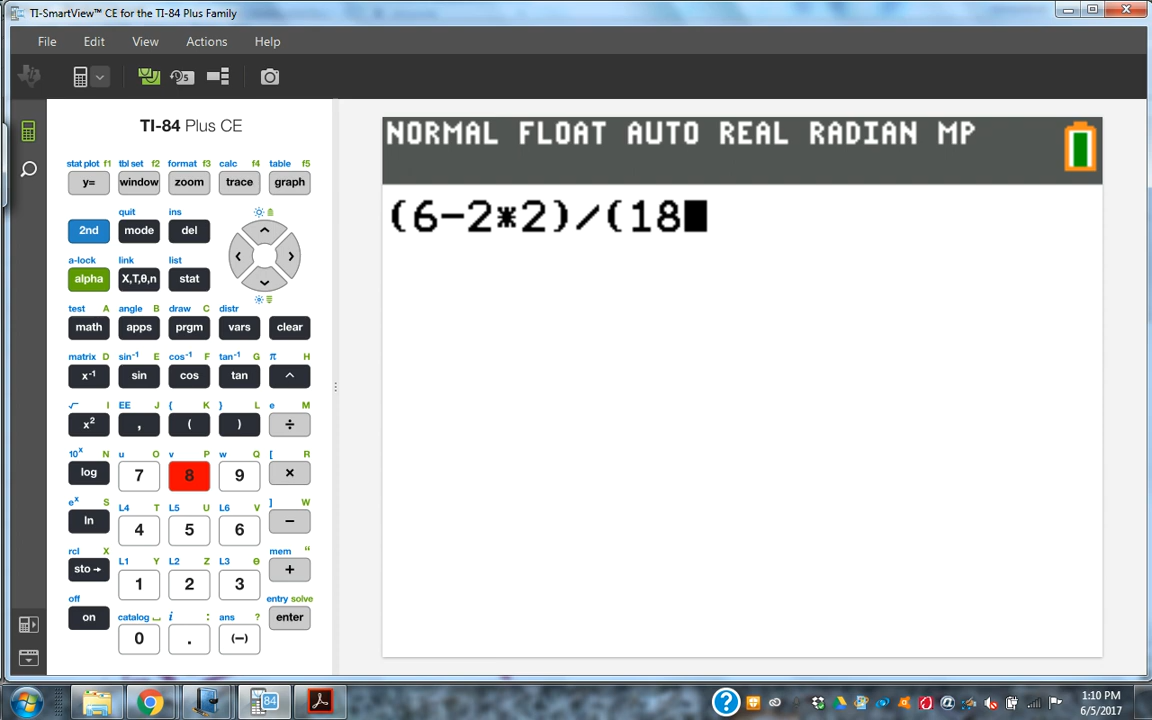 TI-SmartView™ CE for the TI-84 Plus Family
File Edit View Actions Help
TI-84 Plus CE
NORMAL FLOAT AUTO REAL RADIAN MP
(6-2*2)/(18
stat plot f1 tbl set f2 format f3 calc f4 table f5
y= window zoom trace graph
quit ins
2nd mode del
a-lock link list
alpha X,T,θ,n stat
test A angle B draw C distr
math apps prgm vars clear
matrix D sin-1 E cos-1 F tan-1 G π H
x-1 sin cos tan ^
√ I EE J { K } L e M
x² , ( ) ÷
10x N u O v P w Q [ R
log 7 8 9 ×
ex S L4 T L5 U L6 V ] W
ln 4 5 6 −
rcl X L1 Y L2 Z L3 θ mem “
sto→ 1 2 3 +
off catalog i : ans ? entry solve
on 0 . (−) enter
84
1:10 PM
6/5/2017